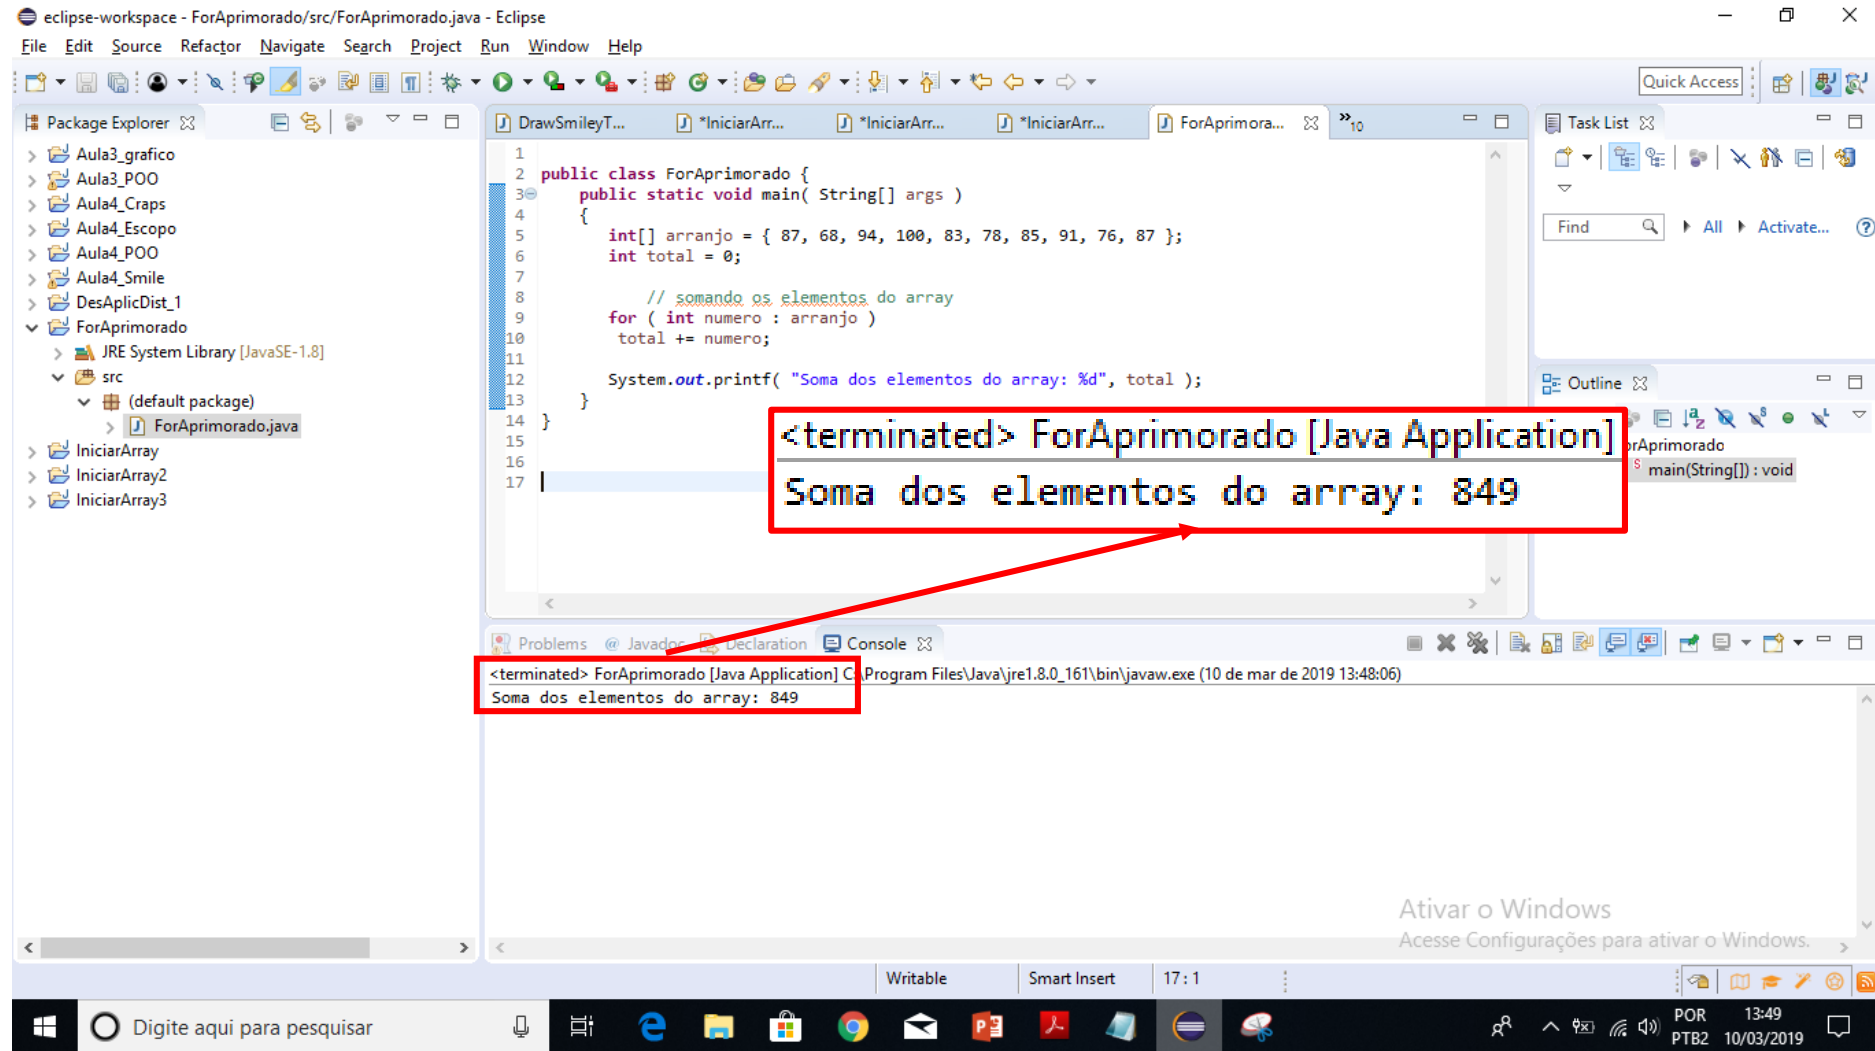 eclipse-workspace - ForAprimorado/src/ForAprimorado.java - Eclipse
File Edit Source Refactor Navigate Search Project Run Window Help
Quick Access
Package Explorer
Aula3_grafico
Aula3_POO
Aula4_Craps
Aula4_Escopo
Aula4_POO
Aula4_Smile
DesAplicDist_1
ForAprimorado
JRE System Library [JavaSE-1.8]
src
(default package)
ForAprimorado.java
IniciarArray
IniciarArray2
IniciarArray3
DrawSmileyT... *IniciarArr... *IniciarArr... *IniciarArr... ForAprimora... »10
1
2 public class ForAprimorado {
3 public static void main( String[] args )
4 {
5 int[] arranjo = { 87, 68, 94, 100, 83, 78, 85, 91, 76, 87 };
6 int total = 0;
7
8 // somando os elementos do array
9 for ( int numero : arranjo )
10 total += numero;
11
12 System.out.printf( "Soma dos elementos do array: %d", total );
13 }
14 }
15
16
17
<terminated> ForAprimorado [Java Application]
Soma dos elementos do array: 849
Task List
Find All Activate...
Outline
main(String[]) : void
Problems @ Javadoc Declaration Console
<terminated> ForAprimorado [Java Application] C:\Program Files\Java\jre1.8.0_161\bin\javaw.exe (10 de mar de 2019 13:48:06)
Soma dos elementos do array: 849
Ativar o Windows
Acesse Configurações para ativar o Windows.
Writable Smart Insert 17 : 1
Digite aqui para pesquisar
POR
PTB2
13:49
10/03/2019